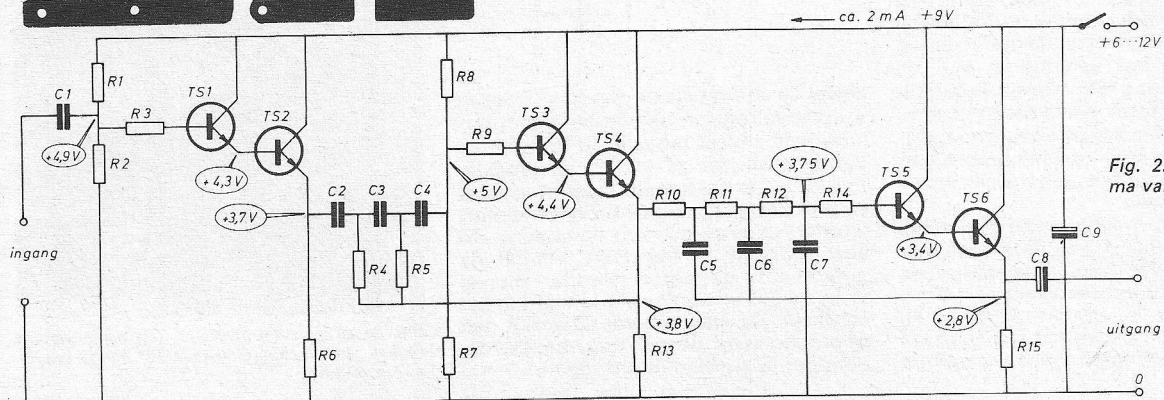 ca. 2 mA +9V
+6...12V
R1
R8
C1
R3
TS1
TS2
R9
TS3
TS4
+4,9V
R2
+4,3V
+5V
+4,4V
+3,7V
C2
C3
C4
R10
R11
R12
+3,75V
R14
TS5
TS6
Fig. 2.
ma va
ingang
R4
R5
C5
C6
C7
+3,4V
C8
C9
+3,8V
+2,8V
uitgang
R6
R7
R13
R15
0